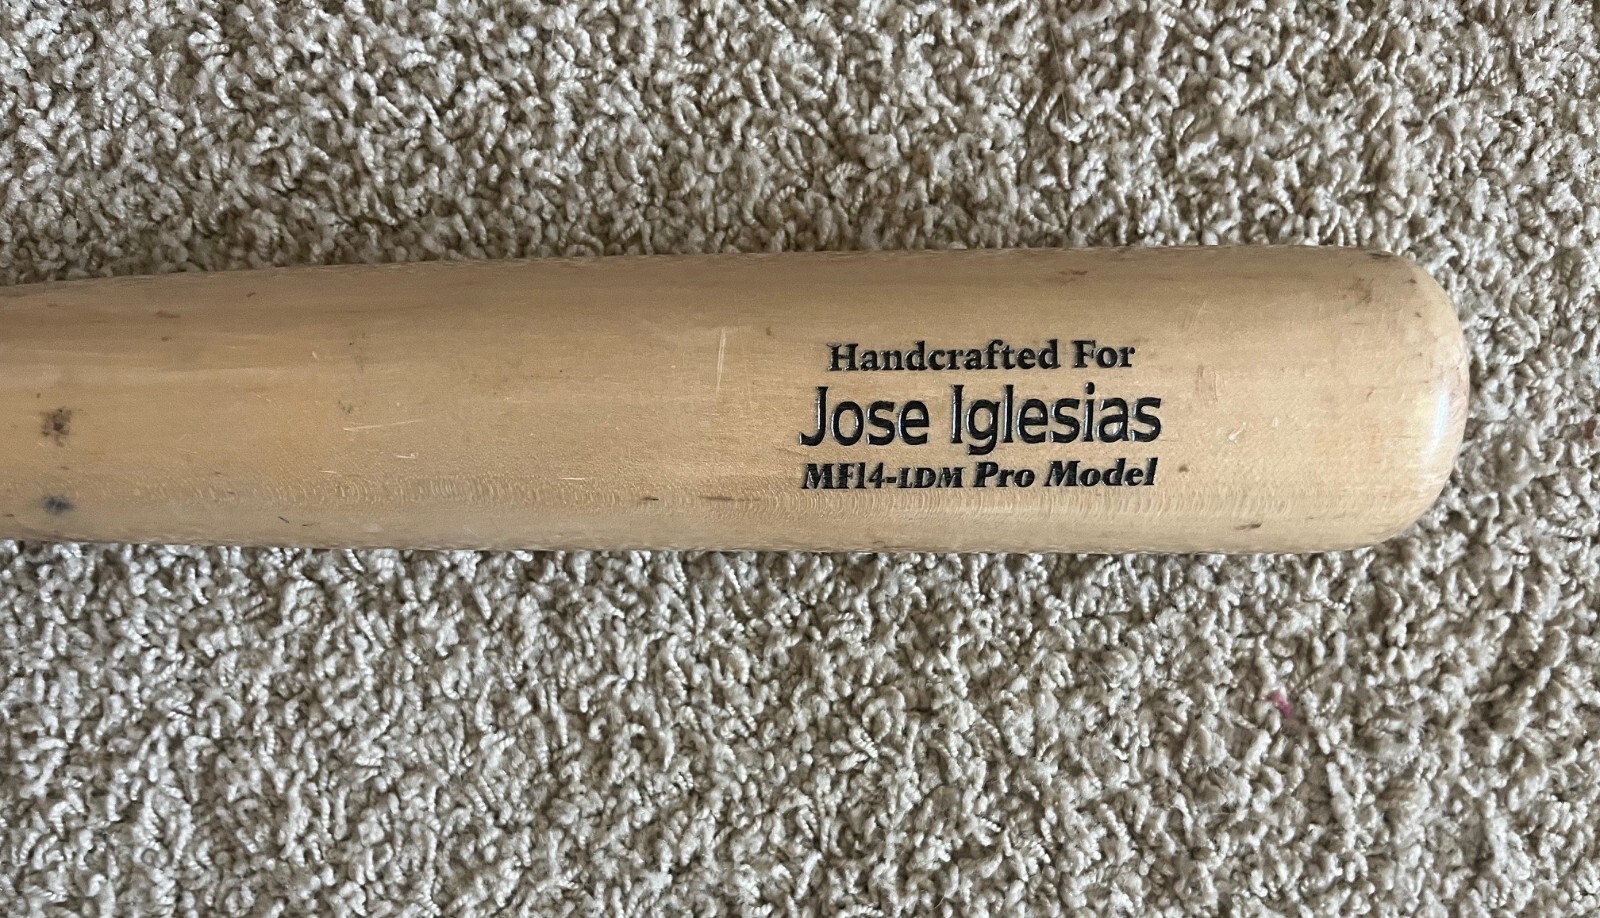 Handcrafted For
Jose Iglesias
MF14-LDM Pro Model